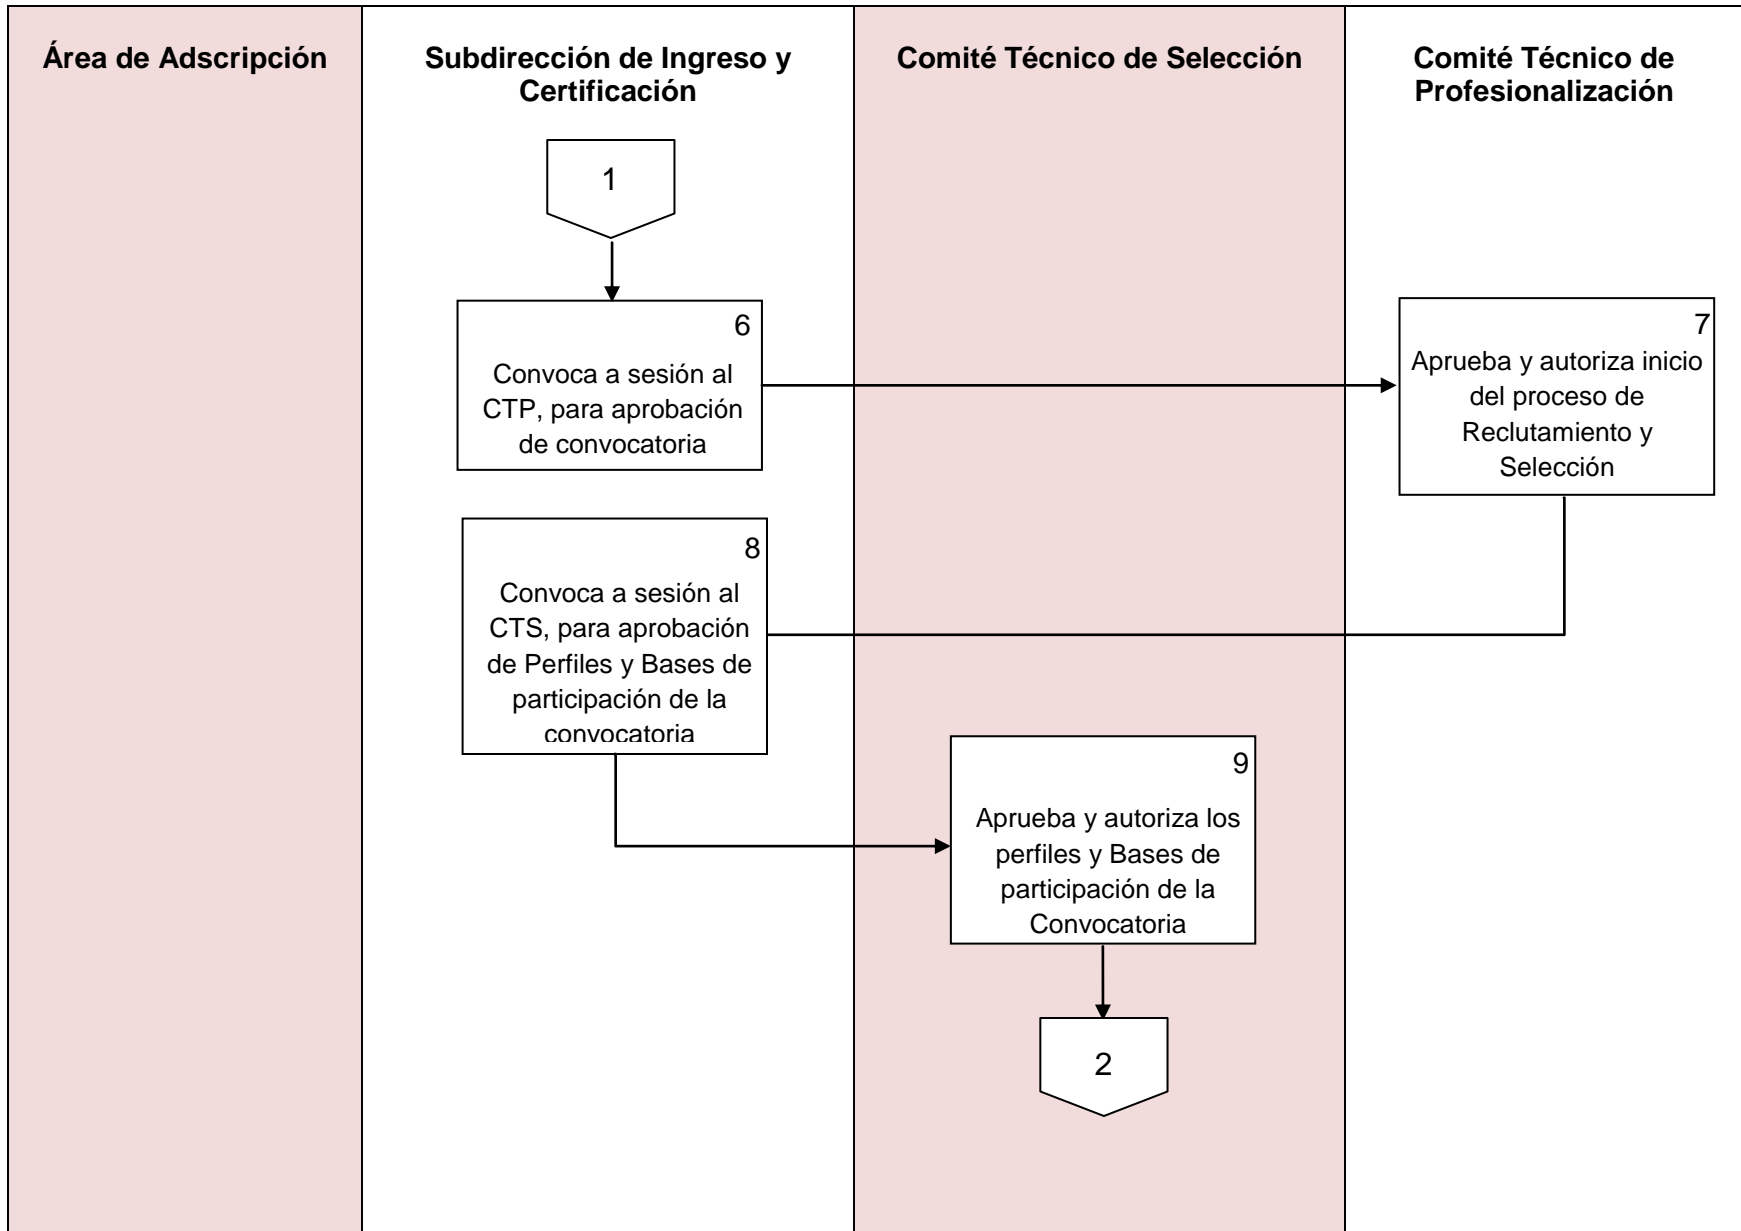 Área de Adscripción
Subdirección de Ingreso y
Certificación
Comité Técnico de Selección
Comité Técnico de
Profesionalización
1
6
Convoca a sesión al
CTP, para aprobación
de convocatoria
7
Aprueba y autoriza inicio
del proceso de
Reclutamiento y
Selección
8
Convoca a sesión al
CTS, para aprobación
de Perfiles y Bases de
participación de la
convocatoria
9
Aprueba y autoriza los
perfiles y Bases de
participación de la
Convocatoria
2